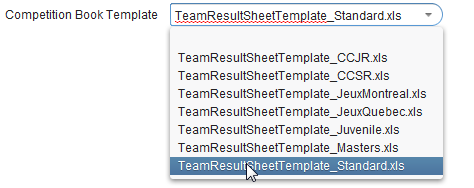 Competition Book Template TeamResultSheetTemplate_Standard.xls
TeamResultSheetTemplate_CCJR.xls
TeamResultSheetTemplate_CCSR.xls
TeamResultSheetTemplate_JeuxMontreal.xls
TeamResultSheetTemplate_JeuxQuebec.xls
TeamResultSheetTemplate_Juvenile.xls
TeamResultSheetTemplate_Masters.xls
TeamResultSheetTemplate_Standard.xls